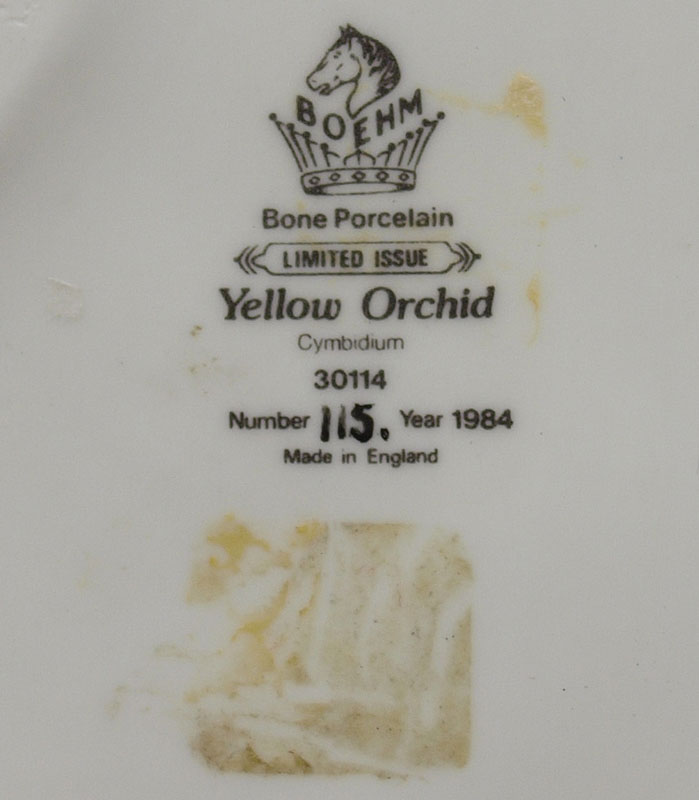 BOEHM
Bone Porcelain
LIMITED ISSUE
Yellow Orchid
Cymbidium
30114
Number 115. Year 1984
Made in England